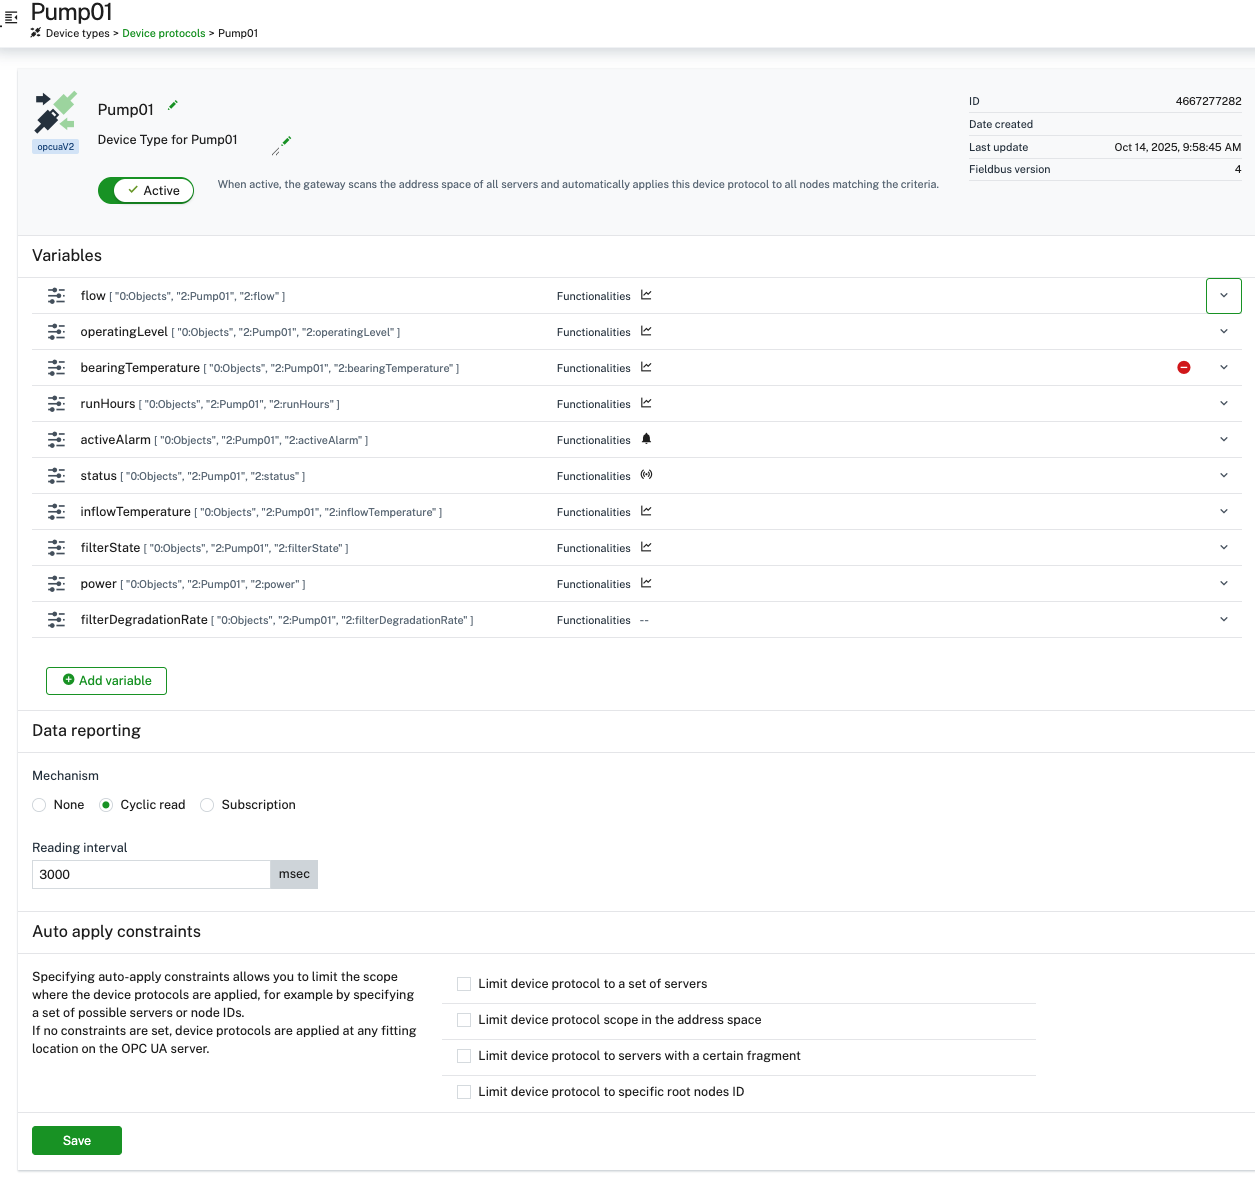 Pump01
Device types > Device protocols > Pump01
opcuaV2
Pump01
Device Type for Pump01
Active
When active, the gateway scans the address space of all servers and automatically applies this device protocol to all nodes matching the criteria.
ID 4667277282
Date created
Last update Oct 14, 2025, 9:58:45 AM
Fieldbus version 4
Variables
flow [ "0:Objects", "2:Pump01", "2:flow" ] Functionalities
operatingLevel [ "0:Objects", "2:Pump01", "2:operatingLevel" ] Functionalities
bearingTemperature [ "0:Objects", "2:Pump01", "2:bearingTemperature" ] Functionalities
runHours [ "0:Objects", "2:Pump01", "2:runHours" ] Functionalities
activeAlarm [ "0:Objects", "2:Pump01", "2:activeAlarm" ] Functionalities
status [ "0:Objects", "2:Pump01", "2:status" ] Functionalities
inflowTemperature [ "0:Objects", "2:Pump01", "2:inflowTemperature" ] Functionalities
filterState [ "0:Objects", "2:Pump01", "2:filterState" ] Functionalities
power [ "0:Objects", "2:Pump01", "2:power" ] Functionalities
filterDegradationRate [ "0:Objects", "2:Pump01", "2:filterDegradationRate" ] Functionalities --
Add variable
Data reporting
Mechanism
None Cyclic read Subscription
Reading interval
3000 msec
Auto apply constraints
Specifying auto-apply constraints allows you to limit the scope
where the device protocols are applied, for example by specifying
a set of possible servers or node IDs.
If no constraints are set, device protocols are applied at any fitting
location on the OPC UA server.
Limit device protocol to a set of servers
Limit device protocol scope in the address space
Limit device protocol to servers with a certain fragment
Limit device protocol to specific root nodes ID
Save